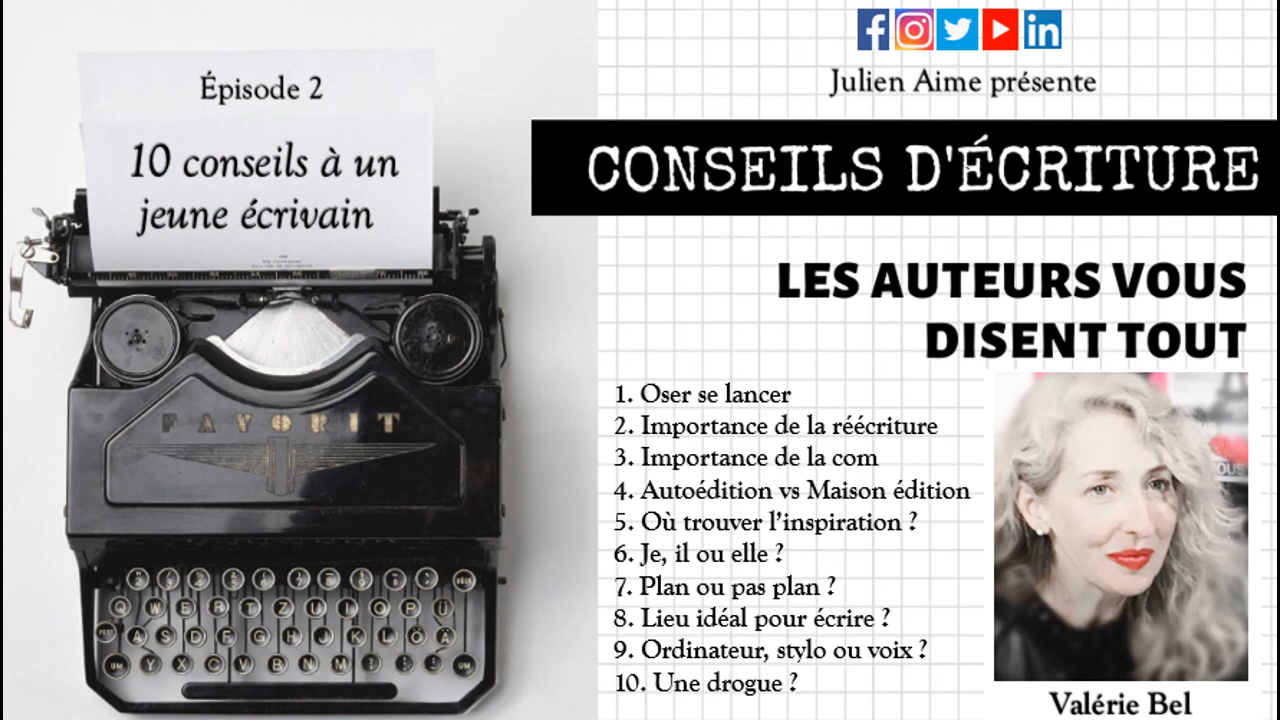 Épisode 2
10 conseils à un
jeune écrivain
FAVORIT
Q W E R T Z U I O P Ü
A S D F G H J K L Ö Ä
Y X C V B N M
Julien Aime présente
CONSEILS D'ÉCRITURE
LES AUTEURS VOUS
DISENT TOUT
1. Oser se lancer
2. Importance de la réécriture
3. Importance de la com
4. Autoédition vs Maison édition
5. Où trouver l'inspiration ?
6. Je, il ou elle ?
7. Plan ou pas plan ?
8. Lieu idéal pour écrire ?
9. Ordinateur, stylo ou voix ?
10. Une drogue ?
Valérie Bel